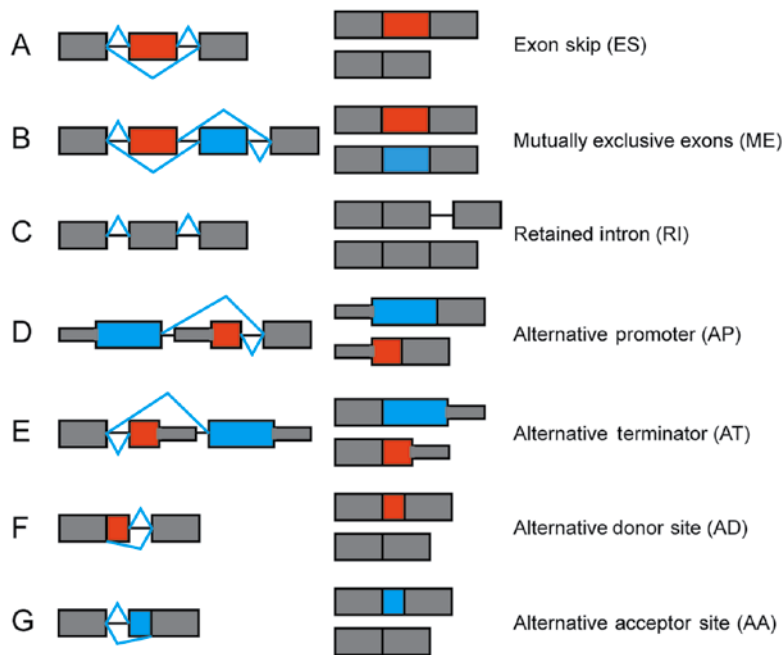 A Exon skip (ES)
B Mutually exclusive exons (ME)
C Retained intron (RI)
D Alternative promoter (AP)
E Alternative terminator (AT)
F Alternative donor site (AD)
G Alternative acceptor site (AA)